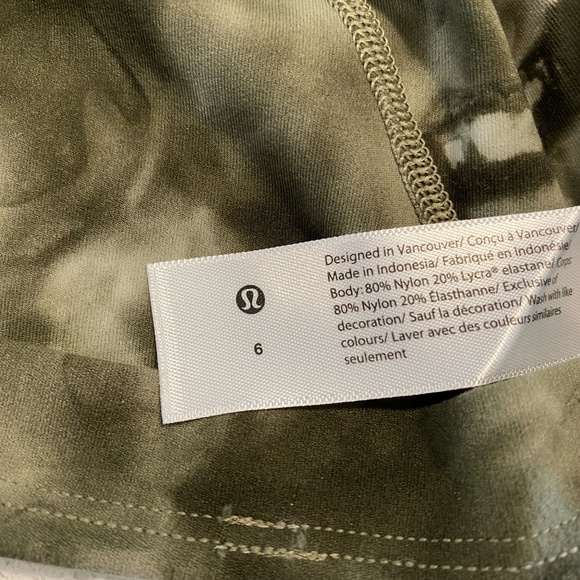 6
Designed in Vancouver/ Conçu à Vancouver/
Made in Indonesia/ Fabriqué en Indonésie/
Body: 80% Nylon 20% Lycra® elastane/ Corps
80% Nylon 20% Élasthanne/ Exclusive of
decoration/ Sauf la décoration/ Wash with like
colours/ Laver avec des couleurs similaires
seulement